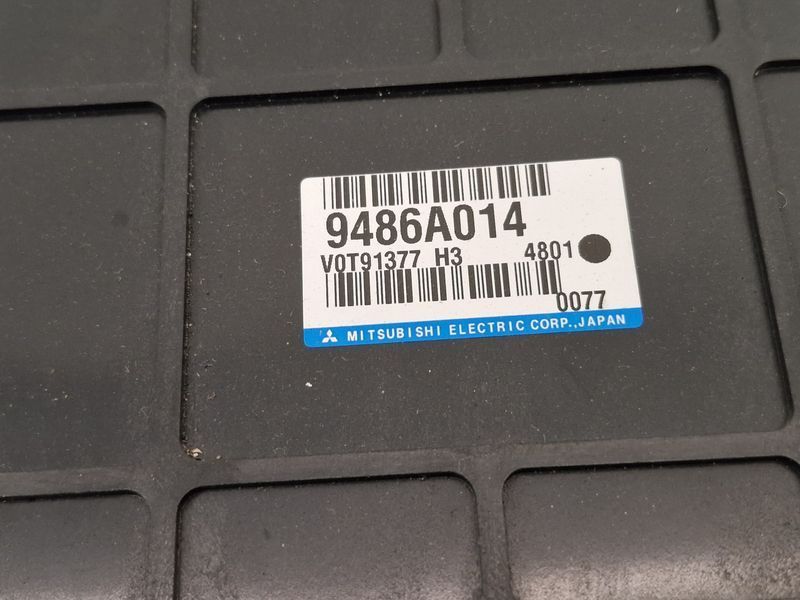 9486A014
V0T91377 H3 4801
0077
MITSUBISHI ELECTRIC CORP.,JAPAN